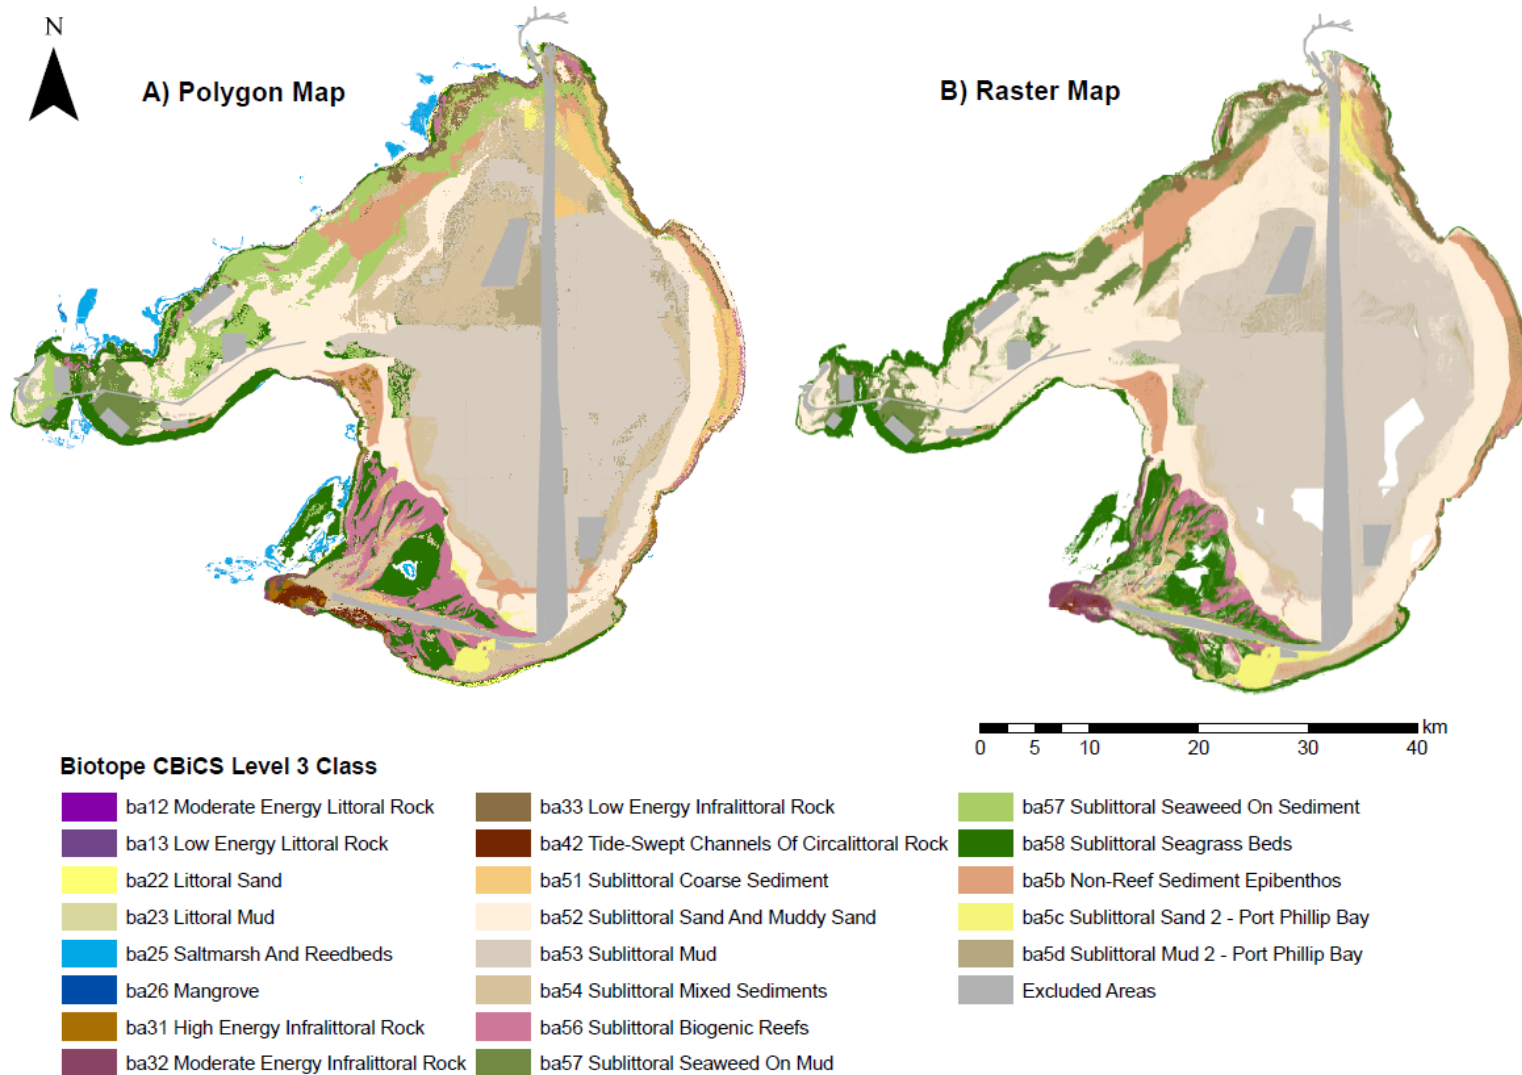 N
A) Polygon Map
B) Raster Map
km
0 5 10 20 30 40
Biotope CBiCS Level 3 Class
ba12 Moderate Energy Littoral Rock
ba13 Low Energy Littoral Rock
ba22 Littoral Sand
ba23 Littoral Mud
ba25 Saltmarsh And Reedbeds
ba26 Mangrove
ba31 High Energy Infralittoral Rock
ba32 Moderate Energy Infralittoral Rock
ba33 Low Energy Infralittoral Rock
ba42 Tide-Swept Channels Of Circalittoral Rock
ba51 Sublittoral Coarse Sediment
ba52 Sublittoral Sand And Muddy Sand
ba53 Sublittoral Mud
ba54 Sublittoral Mixed Sediments
ba56 Sublittoral Biogenic Reefs
ba57 Sublittoral Seaweed On Mud
ba57 Sublittoral Seaweed On Sediment
ba58 Sublittoral Seagrass Beds
ba5b Non-Reef Sediment Epibenthos
ba5c Sublittoral Sand 2 - Port Phillip Bay
ba5d Sublittoral Mud 2 - Port Phillip Bay
Excluded Areas